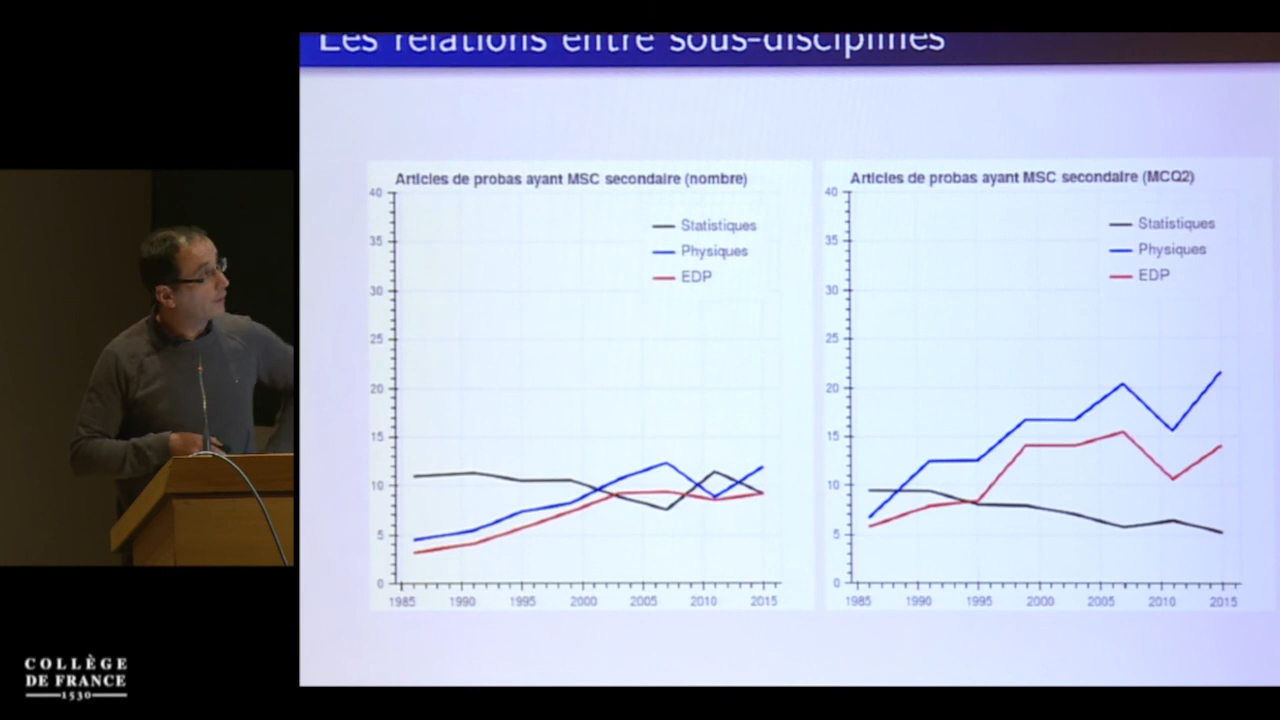 Les relations entre sous-disciplines
Articles de probas ayant MSC secondaire (nombre)
40
35
30
25
20
15
10
5
0
1985 1990 1995 2000 2005 2010 2015
Statistiques
Physiques
EDP
Articles de probas ayant MSC secondaire (MCQ2)
40
35
30
25
20
15
10
5
0
1985 1990 1995 2000 2005 2010 2015
Statistiques
Physiques
EDP
COLLÈGE
DE FRANCE
1530